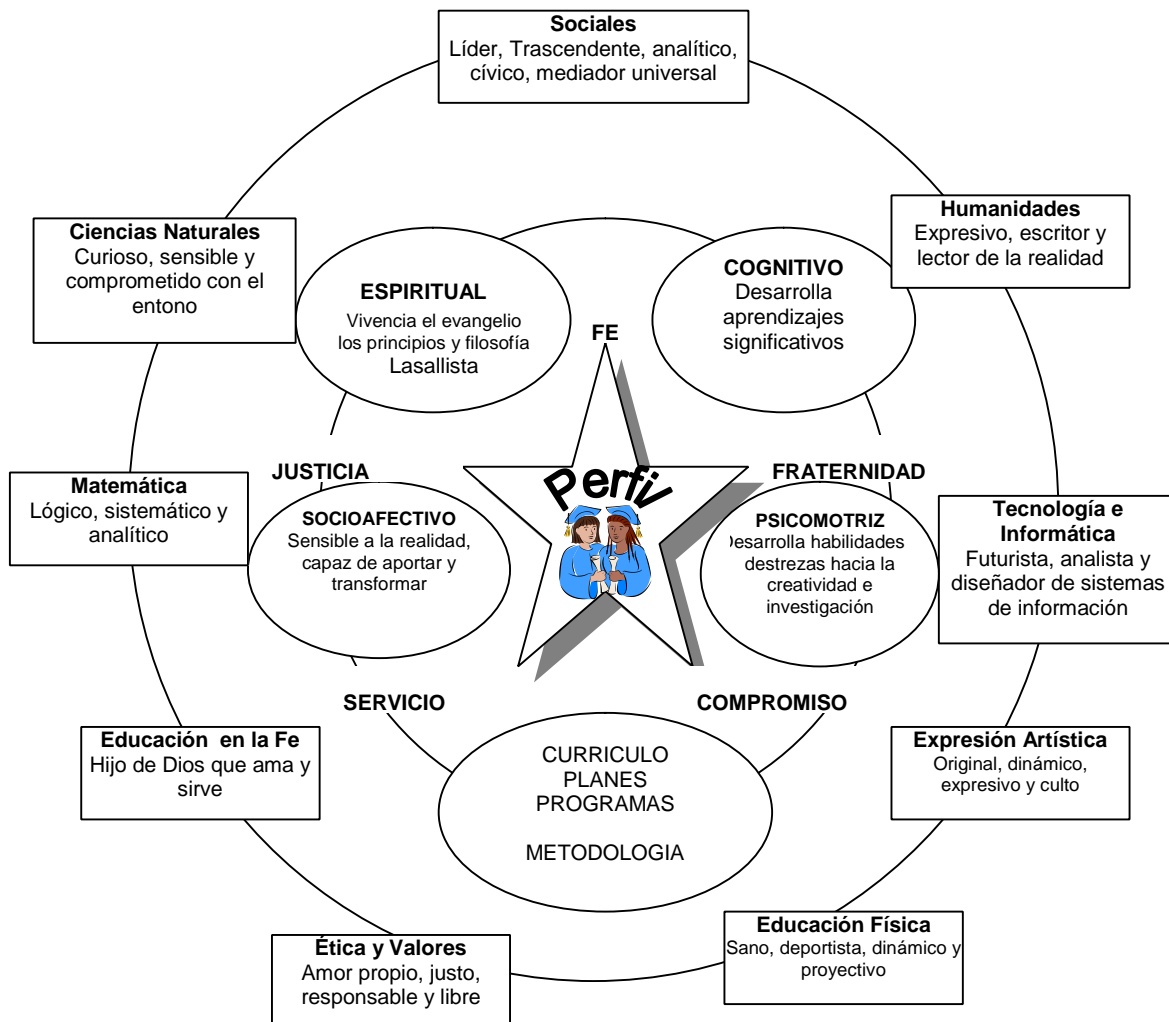 Sociales
Líder, Trascendente, analítico,
cívico, mediador universal
Humanidades
Expresivo, escritor y
lector de la realidad
Ciencias Naturales
Curioso, sensible y
comprometido con el
entono
ESPIRITUAL
Vivencia el evangelio
los principios y filosofía
Lasallista
COGNITIVO
Desarrolla
aprendizajes
significativos
FE
Perfil
JUSTICIA
FRATERNIDAD
Matemática
Lógico, sistemático y
analítico
SOCIOAFECTIVO
Sensible a la realidad,
capaz de aportar y
transformar
PSICOMOTRIZ
esarrolla habilidades
destrezas hacia la
creatividad e
investigación
Tecnología e
Informática
Futurista, analista y
diseñador de sistemas
de información
SERVICIO
COMPROMISO
Educación en la Fe
Hijo de Dios que ama y
sirve
CURRICULO
PLANES
PROGRAMAS
METODOLOGIA
Expresión Artística
Original, dinámico,
expresivo y culto
Ética y Valores
Amor propio, justo,
responsable y libre
Educación Física
Sano, deportista, dinámico y
proyectivo